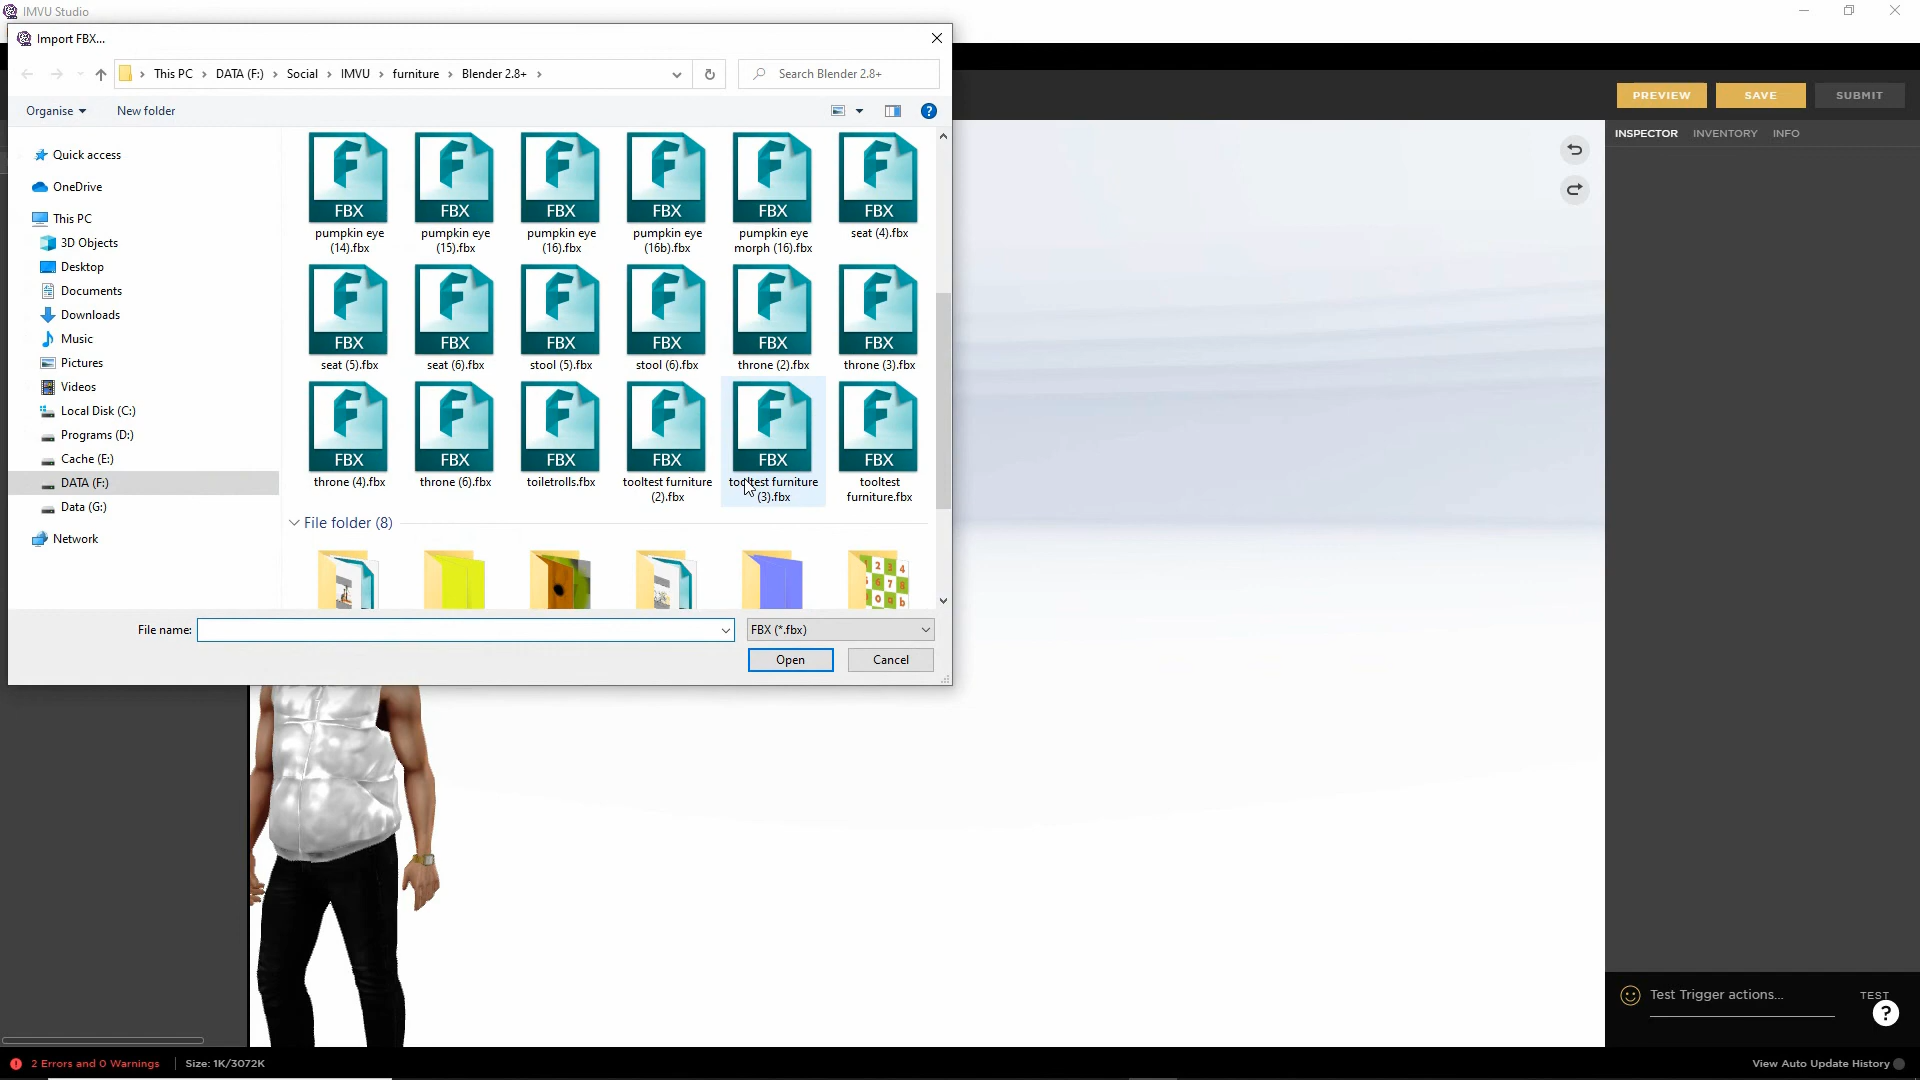 IMVU Studio
Import FBX...
This PC > DATA (F:) > Social > IMVU > furniture > Blender 2.8+ >
Search Blender 2.8+
Organise
New folder
PREVIEW
SAVE
SUBMIT
INSPECTOR
INVENTORY
INFO
Quick access
OneDrive
This PC
3D Objects
Desktop
Documents
Downloads
Music
Pictures
Videos
Local Disk (C:)
Programs (D:)
Cache (E:)
DATA (F:)
Data (G:)
Network
FBX FBX FBX FBX FBX FBX
pumpkin eye (14).fbx
pumpkin eye (15).fbx
pumpkin eye (16).fbx
pumpkin eye (16b).fbx
pumpkin eye morph (16).fbx
seat (4).fbx
FBX FBX FBX FBX FBX FBX
seat (5).fbx
seat (6).fbx
stool (5).fbx
stool (6).fbx
throne (2).fbx
throne (3).fbx
FBX FBX FBX FBX FBX FBX
throne (4).fbx
throne (6).fbx
toiletrolls.fbx
tooltest furniture (2).fbx
tooltest furniture (3).fbx
tooltest furniture.fbx
File folder (8)
File name:
FBX (*.fbx)
Open
Cancel
Test Trigger actions...
TEST
?
2 Errors and 0 Warnings
Size: 1K/3072K
View Auto Update History